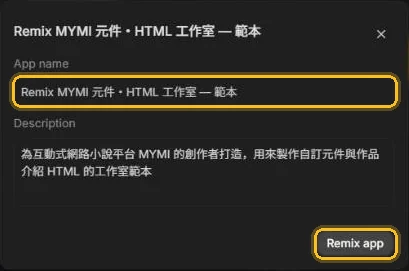 Remix MYMI 元件・HTML 工作室 — 範本
App name
Remix MYMI 元件・HTML 工作室 — 範本
Description
為互動式網路小說平台 MYMI 的創作者打造，用來製作自訂元件與作品
介紹 HTML 的工作室範本
Remix app